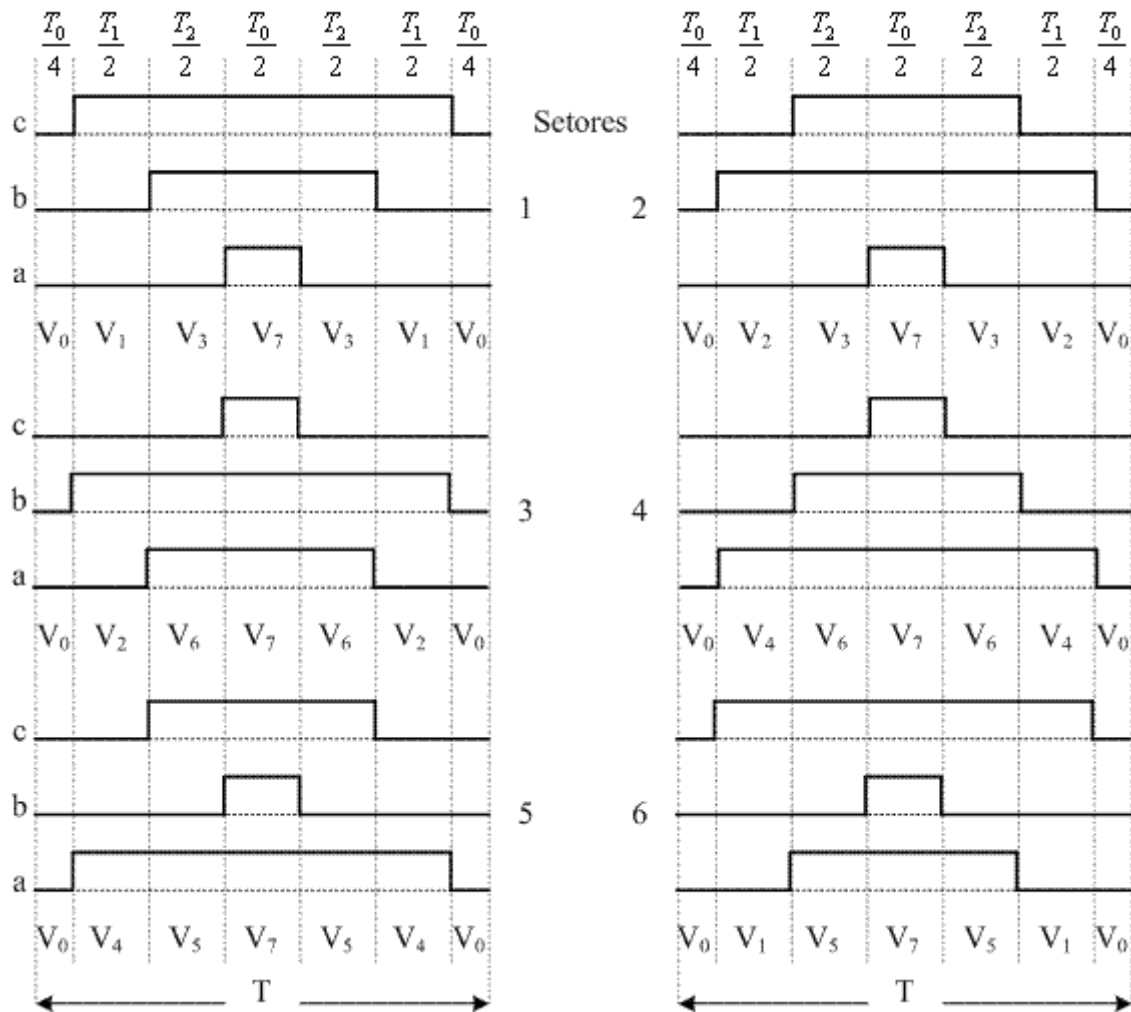 T₀/4 T₁/2 T₂/2 T₀/2 T₂/2 T₁/2 T₀/4
T₀/4 T₁/2 T₂/2 T₀/2 T₂/2 T₁/2 T₀/4
c
Setores
b
1 2
a
V₀ V₁ V₃ V₇ V₃ V₁ V₀
V₀ V₂ V₃ V₇ V₃ V₂ V₀
c
b
3 4
a
V₀ V₂ V₆ V₇ V₆ V₂ V₀
V₀ V₄ V₆ V₇ V₆ V₄ V₀
c
b
5 6
a
V₀ V₄ V₅ V₇ V₅ V₄ V₀
V₀ V₁ V₅ V₇ V₅ V₁ V₀
T
T